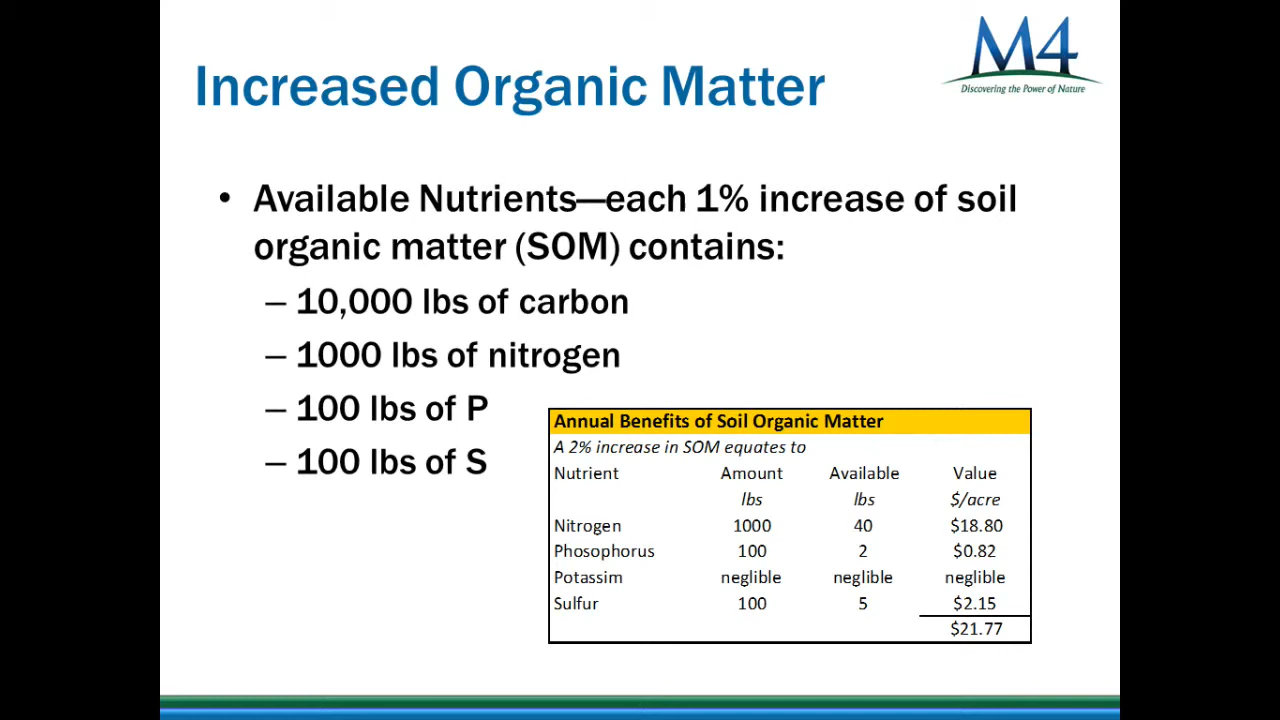 M4
Discovering the Power of Nature
Increased Organic Matter
• Available Nutrients—each 1% increase of soil
organic matter (SOM) contains:
– 10,000 lbs of carbon
– 1000 lbs of nitrogen
– 100 lbs of P
– 100 lbs of S
Annual Benefits of Soil Organic Matter
A 2% increase in SOM equates to
Nutrient Amount Available Value
lbs lbs $/acre
Nitrogen 1000 40 $18.80
Phosophorus 100 2 $0.82
Potassim neglible neglible neglible
Sulfur 100 5 $2.15
$21.77